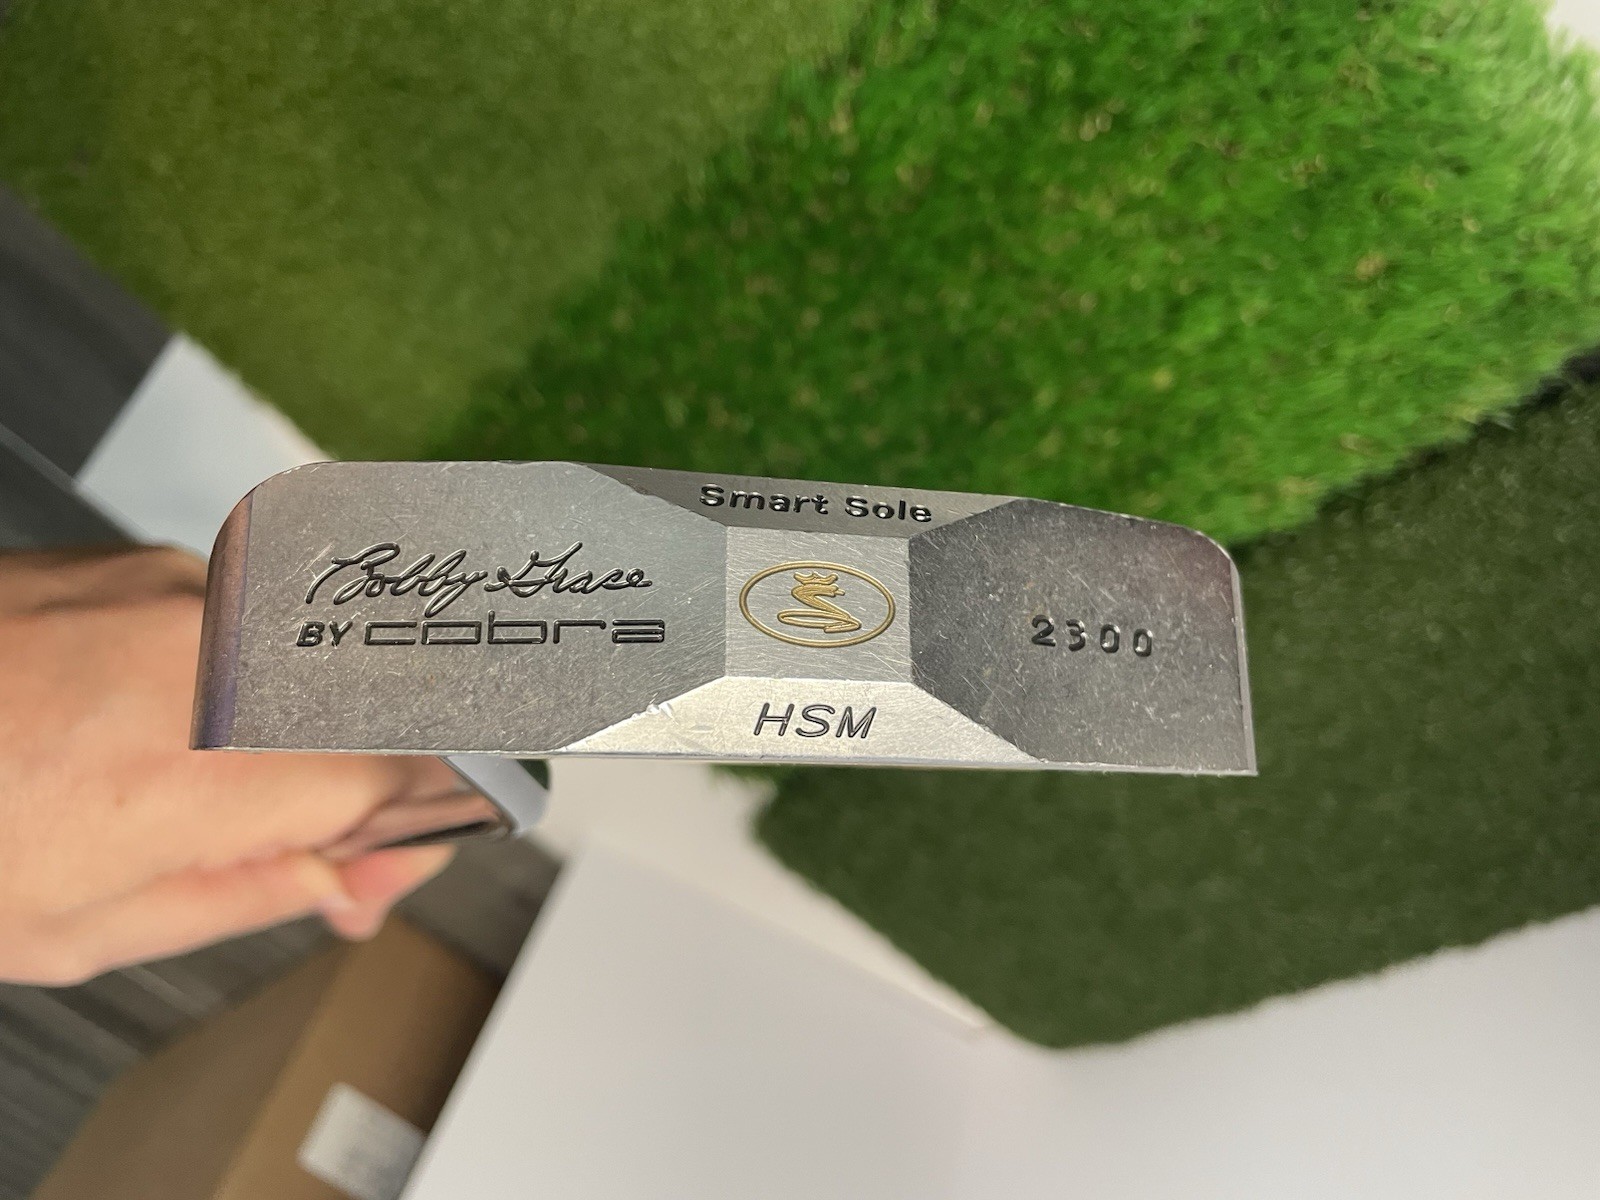 Smart Sole
Bobby Grace
BY cobra
2300
HSM